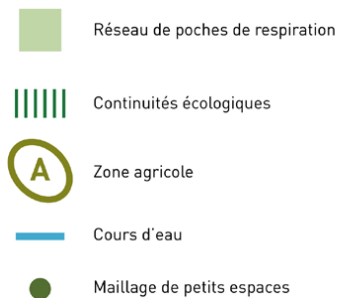 Réseau de poches de respiration
Continuités écologiques
A
Zone agricole
Cours d'eau
Maillage de petits espaces